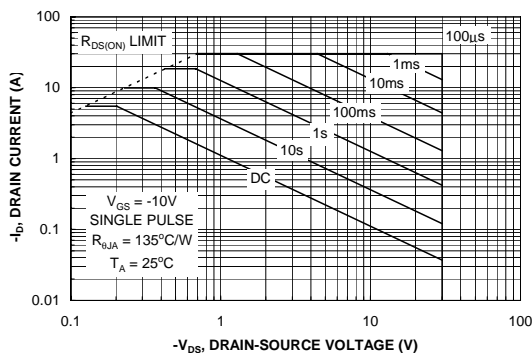 100
10
1
0.1
0.01
0.1
1
10
100
-I_D, DRAIN CURRENT (A)
-V_DS, DRAIN-SOURCE VOLTAGE (V)
R_DS(ON) LIMIT
100μs
1ms
10ms
100ms
1s
10s
DC
V_GS = -10V
SINGLE PULSE
R_θJA = 135°C/W
T_A = 25°C